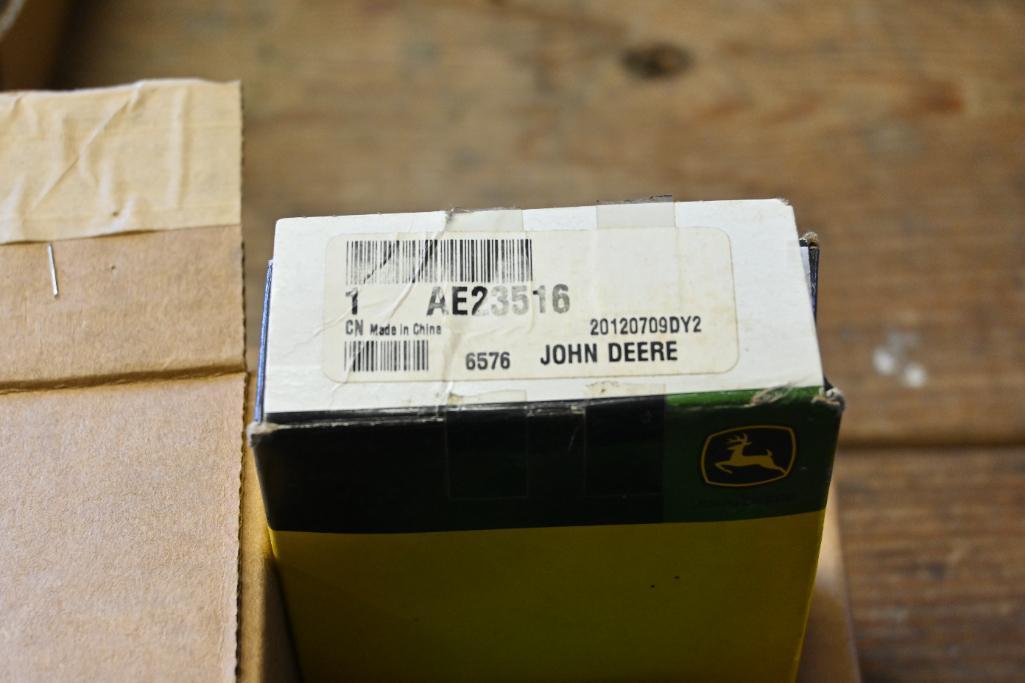 1 AE23516
CN Made in China 20120709DY2
6576 JOHN DEERE